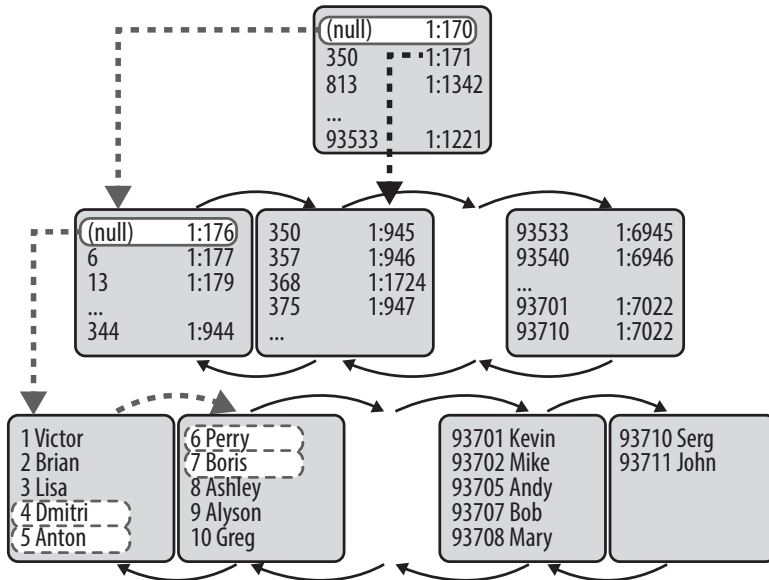 (null) 1:170
350 1:171
813 1:1342
...
93533 1:1221
(null) 1:176
6 1:177
13 1:179
...
344 1:944
350 1:945
357 1:946
368 1:1724
375 1:947
...
93533 1:6945
93540 1:6946
...
93701 1:7022
93710 1:7022
1 Victor
2 Brian
3 Lisa
4 Dmitri
5 Anton
6 Perry
7 Boris
8 Ashley
9 Alyson
10 Greg
93701 Kevin
93702 Mike
93705 Andy
93707 Bob
93708 Mary
93710 Serg
93711 John